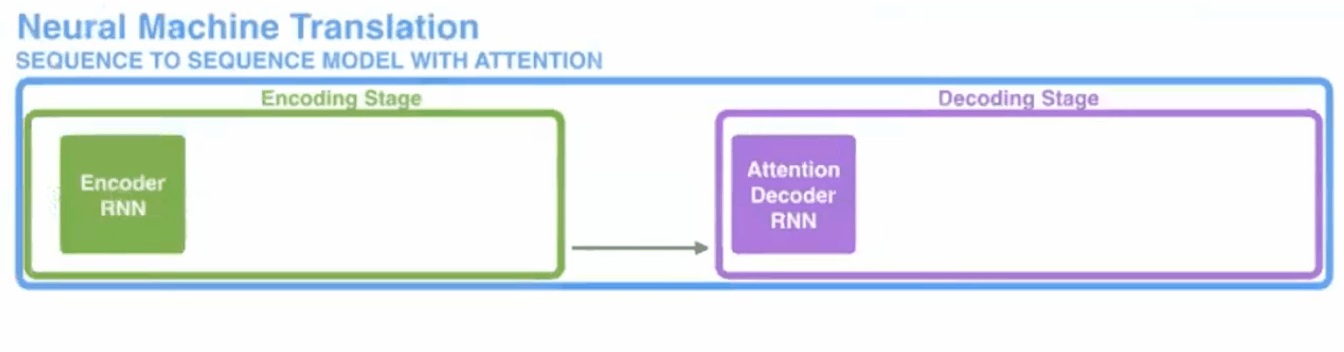 Neural Machine Translation
SEQUENCE TO SEQUENCE MODEL WITH ATTENTION
Encoding Stage
Decoding Stage
Encoder
RNN
Attention
Decoder
RNN